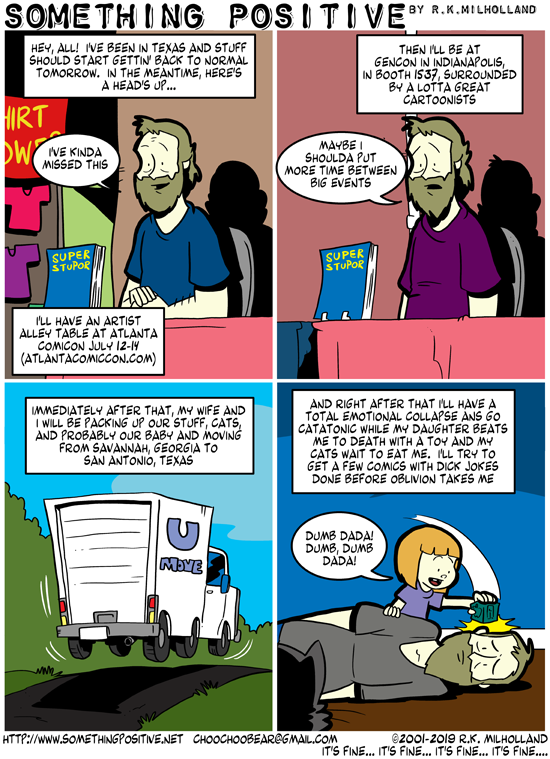 SOMETHING POSITIVE BY R.K.MILHOLLAND
HEY, ALL! I'VE BEEN IN TEXAS AND STUFF
SHOULD START GETTIN' BACK TO NORMAL
TOMORROW. IN THE MEANTIME, HERE'S
A HEAD'S UP...
HIRT
OWE
I'VE KINDA
MISSED THIS
SUPER
STUPOR
I'LL HAVE AN ARTIST
ALLEY TABLE AT ATLANTA
COMICON JULY 12-14
(ATLANTACOMICCON.COM)
THEN I'LL BE AT
GENCON IN INDIANAPOLIS,
IN BOOTH 1537, SURROUNDED
BY A LOTTA GREAT
CARTOONISTS
MAYBE I
SHOULDA PUT
MORE TIME BETWEEN
BIG EVENTS
SUPER
STUPOR
IMMEDIATELY AFTER THAT, MY WIFE AND
I WILL BE PACKING UP OUR STUFF, CATS,
AND PROBABLY OUR BABY AND MOVING
FROM SAVANNAH, GEORGIA TO
SAN ANTONIO, TEXAS
U
MOVE
AND RIGHT AFTER THAT I'LL HAVE A
TOTAL EMOTIONAL COLLAPSE ANS GO
CATATONIC WHILE MY DAUGHTER BEATS
ME TO DEATH WITH A TOY AND MY
CATS WAIT TO EAT ME. I'LL TRY TO
GET A FEW COMICS WITH DICK JOKES
DONE BEFORE OBLIVION TAKES ME
DUMB DADA!
DUMB, DUMB
DADA!
HTTP://WWW.SOMETHINGPOSITIVE.NET CHOOCHOOBEAR@GMAIL.COM ©2001-2019 R.K. MILHOLLAND
IT'S FINE... IT'S FINE... IT'S FINE... IT'S FINE....